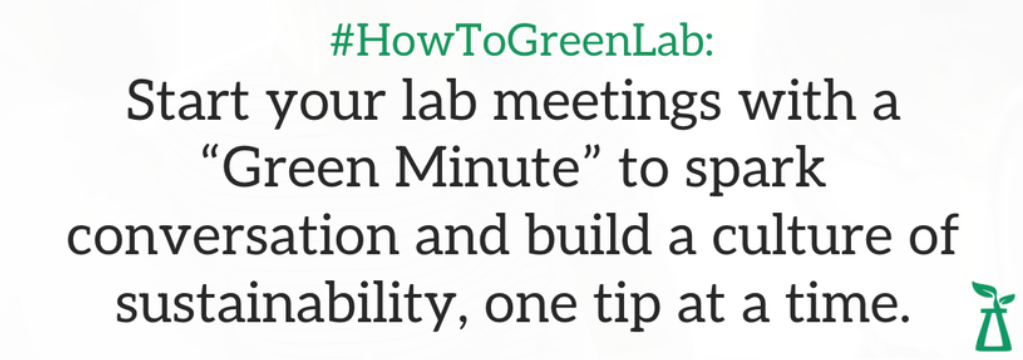 #HowToGreenLab:
Start your lab meetings with a
“Green Minute” to spark
conversation and build a culture of
sustainability, one tip at a time.